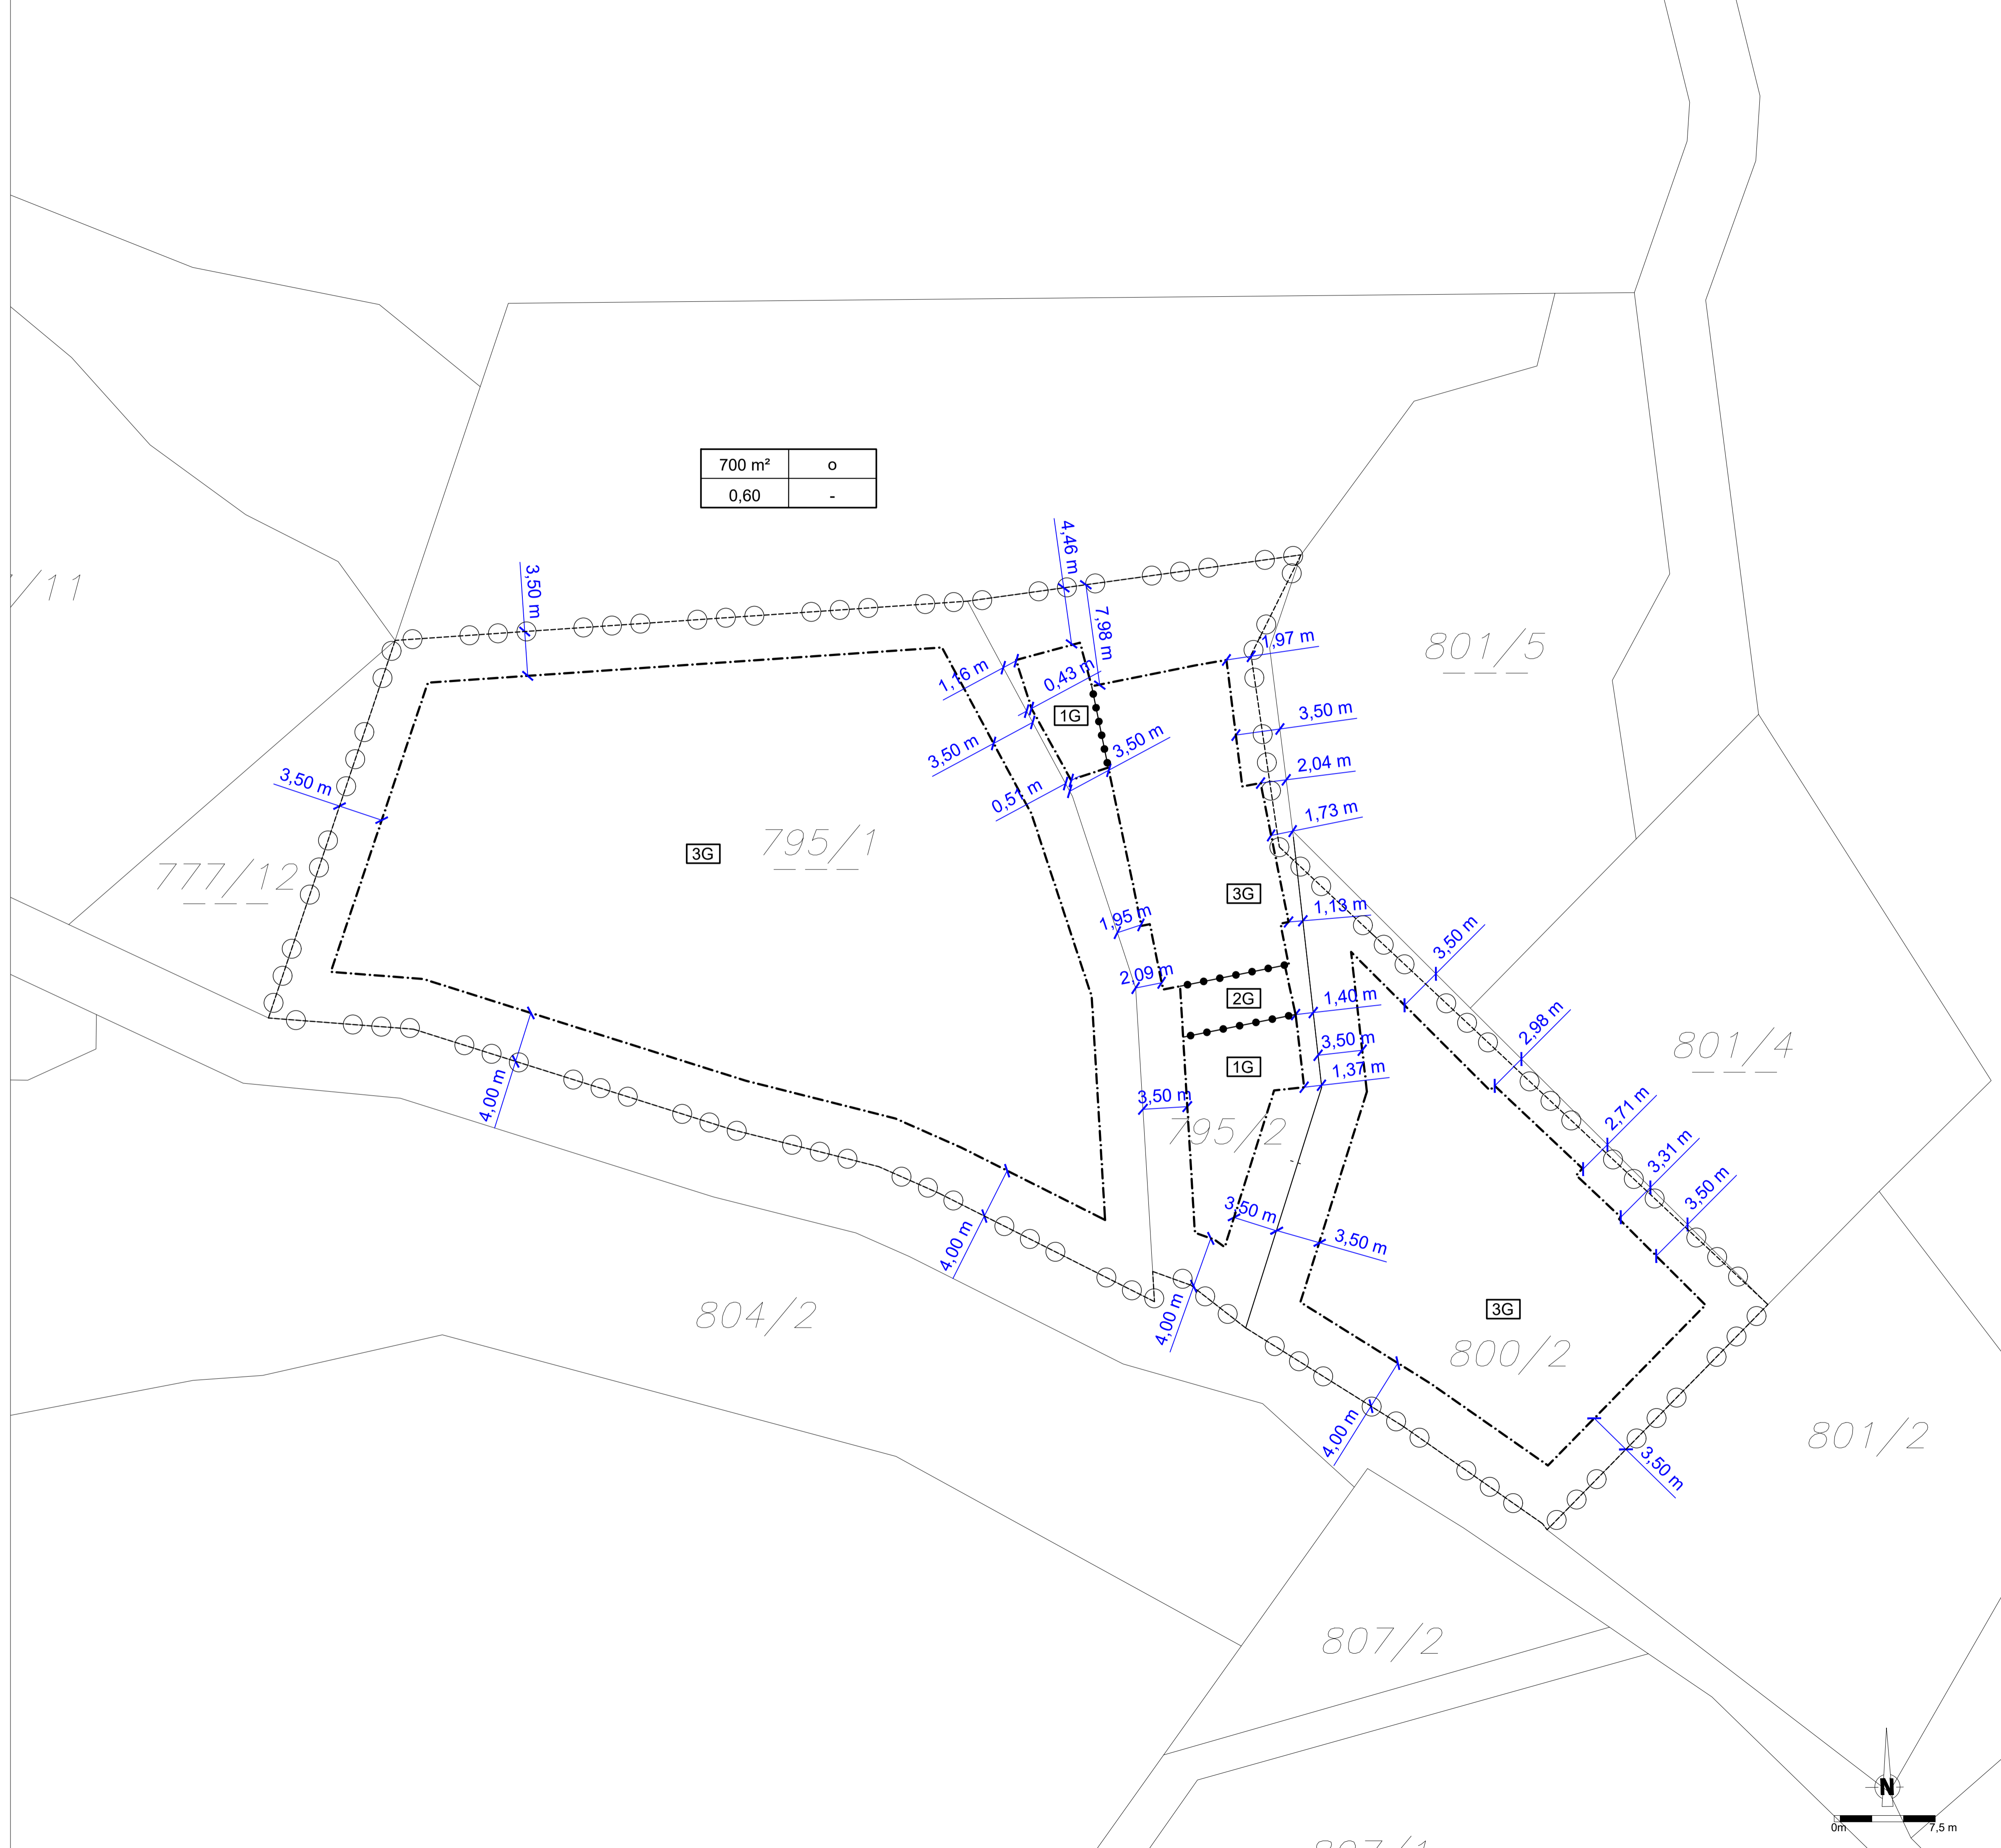 700 m² o
0,60 -
4,46 m
3,50 m
/11
7,98 m
1,97 m
801/5
1,16 m
0,43 m
1G
3,50 m
3,50 m
3,50 m
2,04 m
3,50 m
0,51 m
1,73 m
795/1
3G
777/12
3G
1,95 m
1,13 m
3,50 m
2,09 m
2G
1,40 m
2,98 m
3,50 m
801/4
1G
1,37 m
4,00 m
3,50 m
2,71 m
795/2
3,31 m
3,50 m
3,50 m
3,50 m
4,00 m
804/2
4,00 m
3G
800/2
4,00 m
801/2
3,50 m
807/2
N
0m 7,5 m